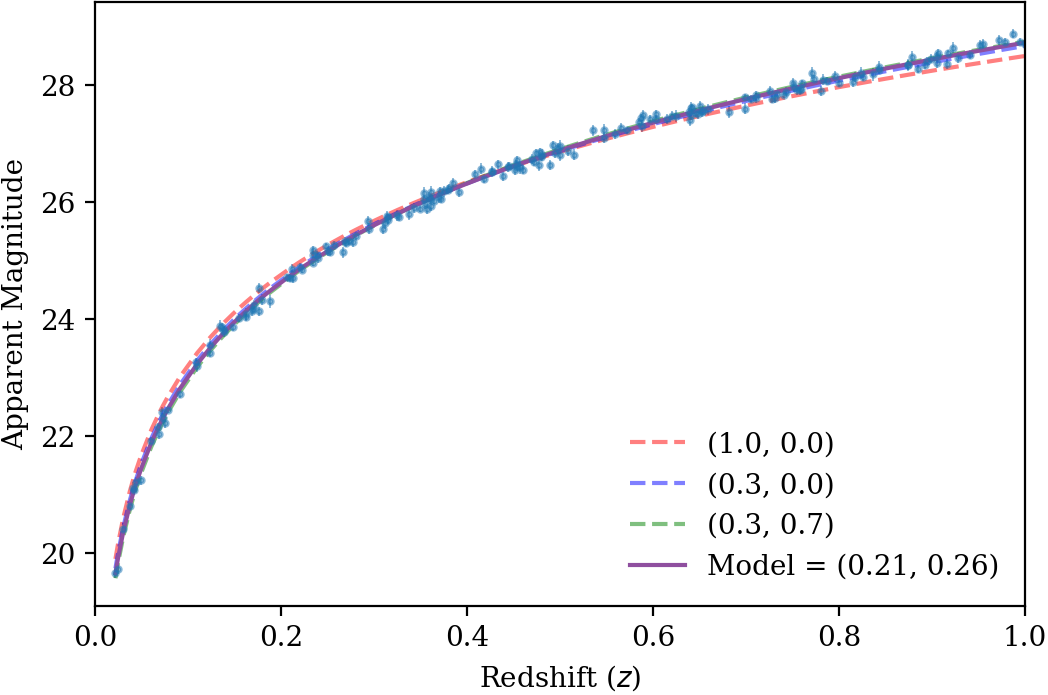 28
26
24
22
20
Apparent Magnitude
(1.0, 0.0)
(0.3, 0.0)
(0.3, 0.7)
Model = (0.21, 0.26)
0.0 0.2 0.4 0.6 0.8 1.0
Redshift (z)